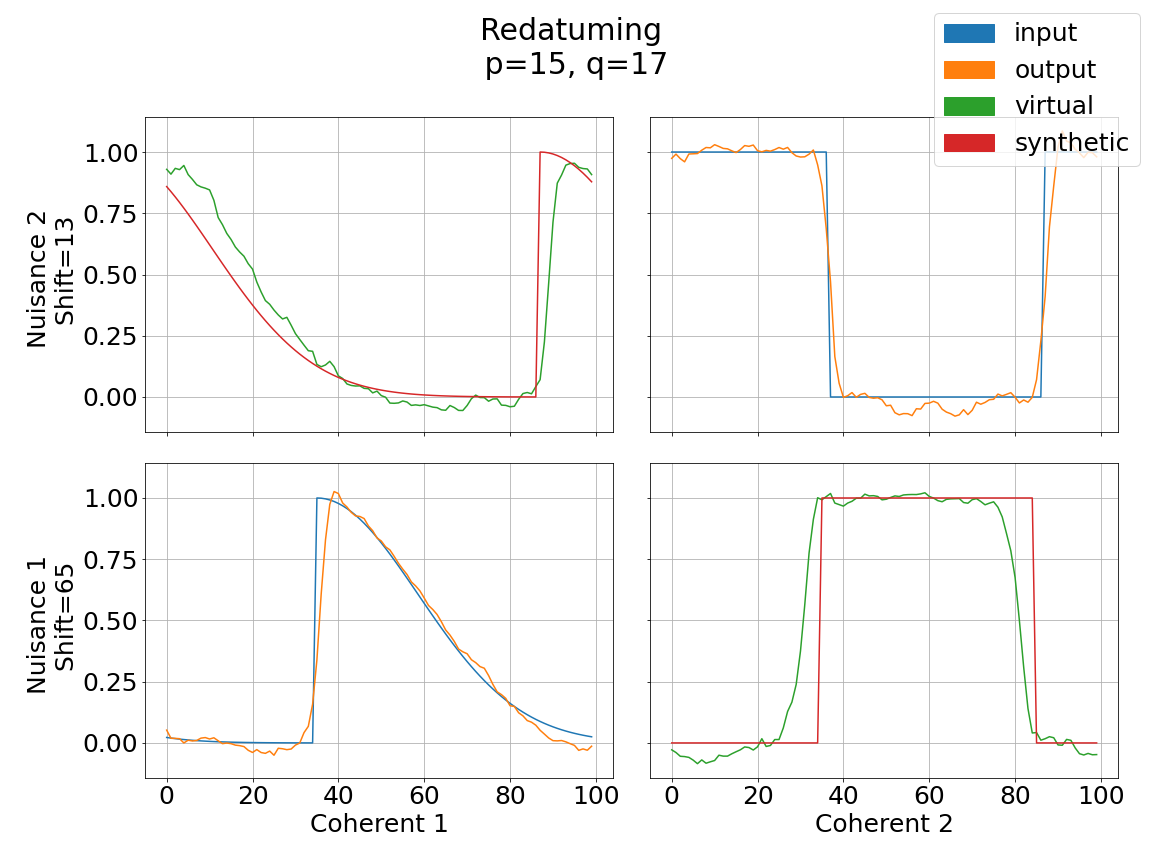 Redatuming
p=15, q=17
input
output
virtual
synthetic
Nuisance 2
Shift=13
1.00
0.75
0.50
0.25
0.00
Nuisance 1
Shift=65
1.00
0.75
0.50
0.25
0.00
0 20 40 60 80 100
0 20 40 60 80 100
Coherent 1
Coherent 2